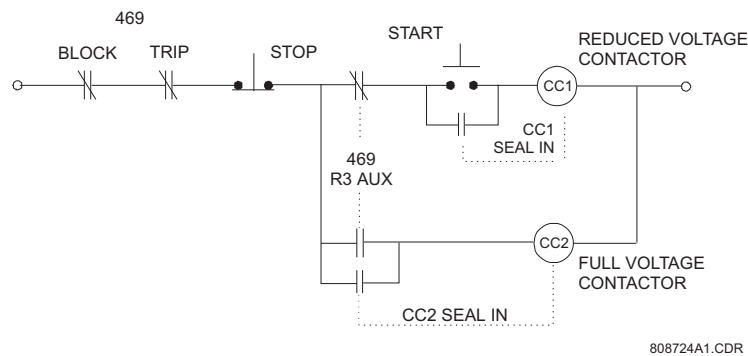 469
BLOCK TRIP STOP START REDUCED VOLTAGE
CONTACTOR
CC1
CC1
SEAL IN
469
R3 AUX
CC2
FULL VOLTAGE
CONTACTOR
CC2 SEAL IN
808724A1.CDR